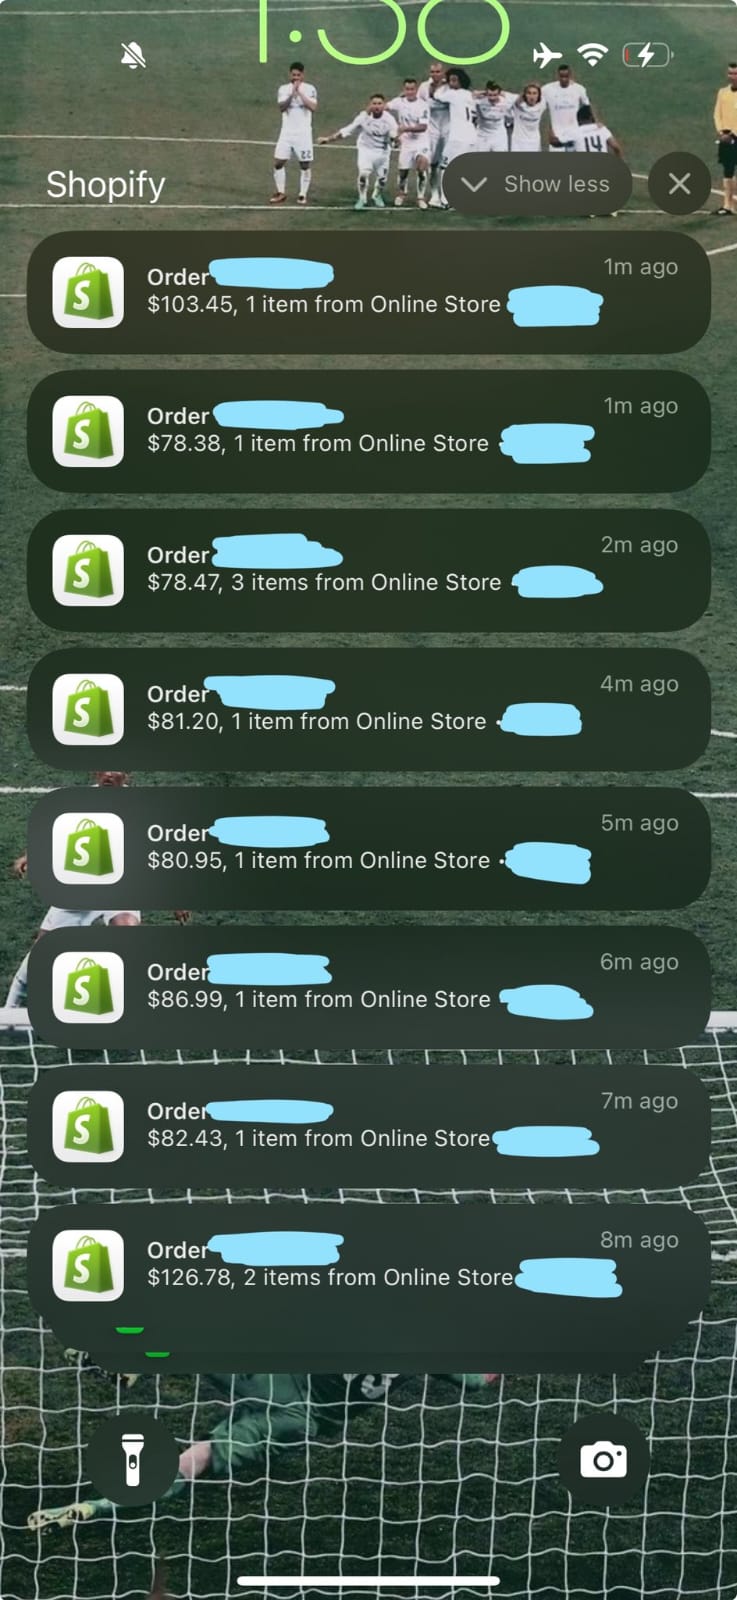 Shopify
Show less
Order
1m ago
$103.45, 1 item from Online Store
Order
1m ago
$78.38, 1 item from Online Store
Order
2m ago
$78.47, 3 items from Online Store
Order
4m ago
$81.20, 1 item from Online Store •
Order
5m ago
$80.95, 1 item from Online Store •
Order
6m ago
$86.99, 1 item from Online Store
Order
7m ago
$82.43, 1 item from Online Store
Order
8m ago
$126.78, 2 items from Online Store